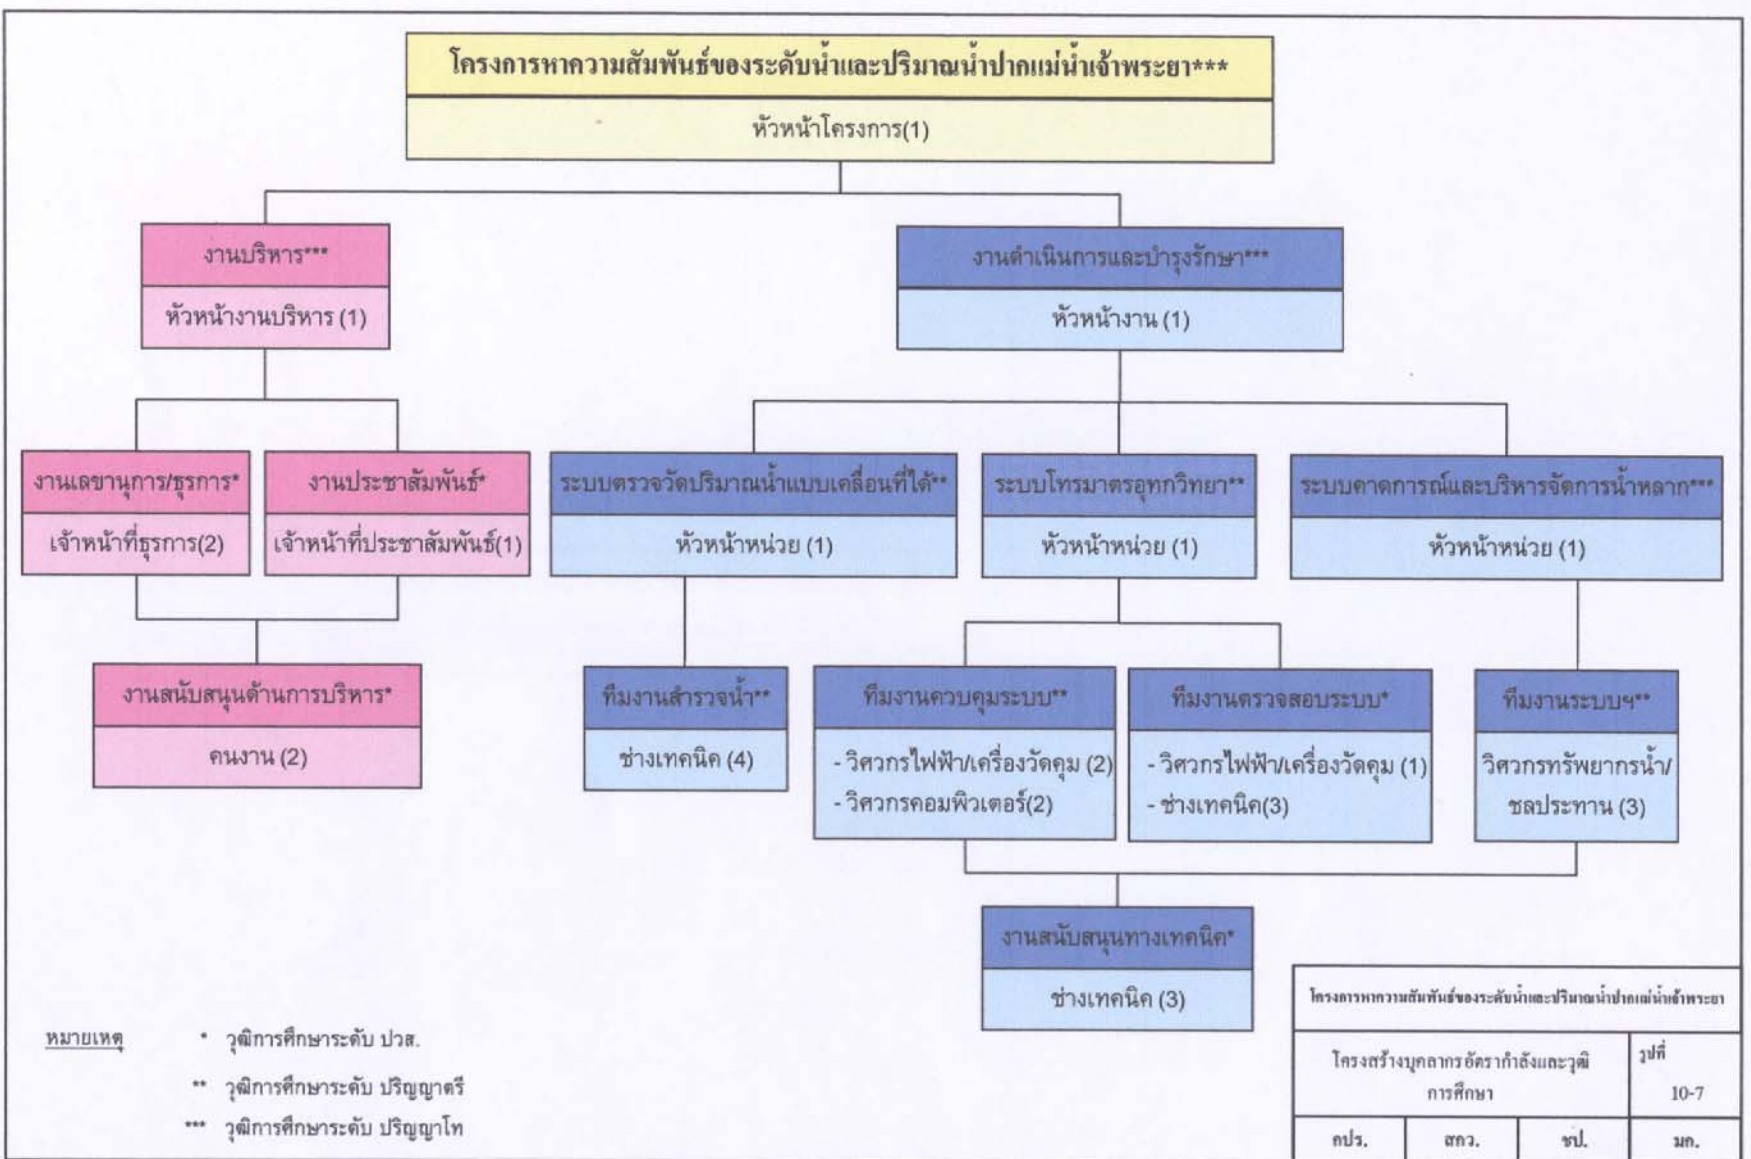 โครงการหาความสัมพันธ์ของระดับน้ำและปริมาณน้ำปากแม่น้ำเจ้าพระยา***
หัวหน้าโครงการ(1)
งานบริหาร***
หัวหน้างานบริหาร (1)
งานดำเนินการและบำรุงรักษา***
หัวหน้างาน (1)
งานเลขานุการ/ธุรการ*
เจ้าหน้าที่ธุรการ(2)
งานประชาสัมพันธ์*
เจ้าหน้าที่ประชาสัมพันธ์(1)
ระบบตรวจวัดปริมาณน้ำแบบเคลื่อนที่ได้**
หัวหน้าหน่วย (1)
ระบบโทรมาตรอุทกวิทยา**
หัวหน้าหน่วย (1)
ระบบคาดการณ์และบริหารจัดการน้ำหลาก***
หัวหน้าหน่วย (1)
งานสนับสนุนด้านการบริหาร*
คนงาน (2)
ทีมงานสำรวจน้ำ**
ช่างเทคนิค (4)
ทีมงานควบคุมระบบ**
- วิศวกรไฟฟ้า/เครื่องวัดคุม (2)
- วิศวกรคอมพิวเตอร์(2)
ทีมงานตรวจสอบระบบ*
- วิศวกรไฟฟ้า/เครื่องวัดคุม (1)
- ช่างเทคนิค(3)
ทีมงานระบบฯ**
วิศวกรทรัพยากรน้ำ/
ชลประทาน (3)
งานสนับสนุนทางเทคนิค*
ช่างเทคนิค (3)
หมายเหตุ
* วุฒิการศึกษาระดับ ปวส.
** วุฒิการศึกษาระดับ ปริญญาตรี
*** วุฒิการศึกษาระดับ ปริญญาโท
โครงการหาความสัมพันธ์ของระดับน้ำและปริมาณน้ำปากแม่น้ำเจ้าพระยา
โครงสร้างบุคลากร อัตรากำลังและวุฒิ
การศึกษา
รูปที่
10-7
กปร.
สกว.
ชป.
มก.